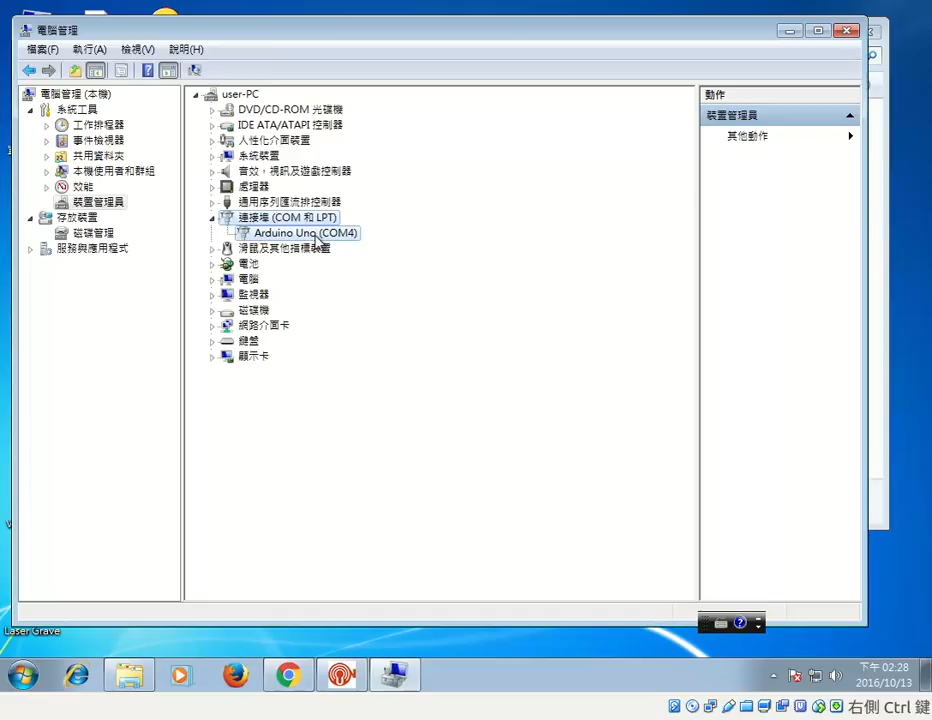 電腦管理
檔案(F) 執行(A) 檢視(V) 說明(H)
電腦管理 (本機)
系統工具
工作排程器
事件檢視器
共用資料夾
本機使用者和群組
效能
裝置管理員
存放裝置
磁碟管理
服務與應用程式
user-PC
DVD/CD-ROM 光碟機
IDE ATA/ATAPI 控制器
人性化介面裝置
系統裝置
音效，視訊及遊戲控制器
處理器
通用序列匯流排控制器
連接埠 (COM 和 LPT)
Arduino Uno (COM4)
滑鼠及其他指標裝置
電池
電腦
監視器
磁碟機
網路介面卡
鍵盤
顯示卡
動作
裝置管理員
其他動作
Laser Grave
下午 02:28
2016/10/13
右側 Ctrl 鍵